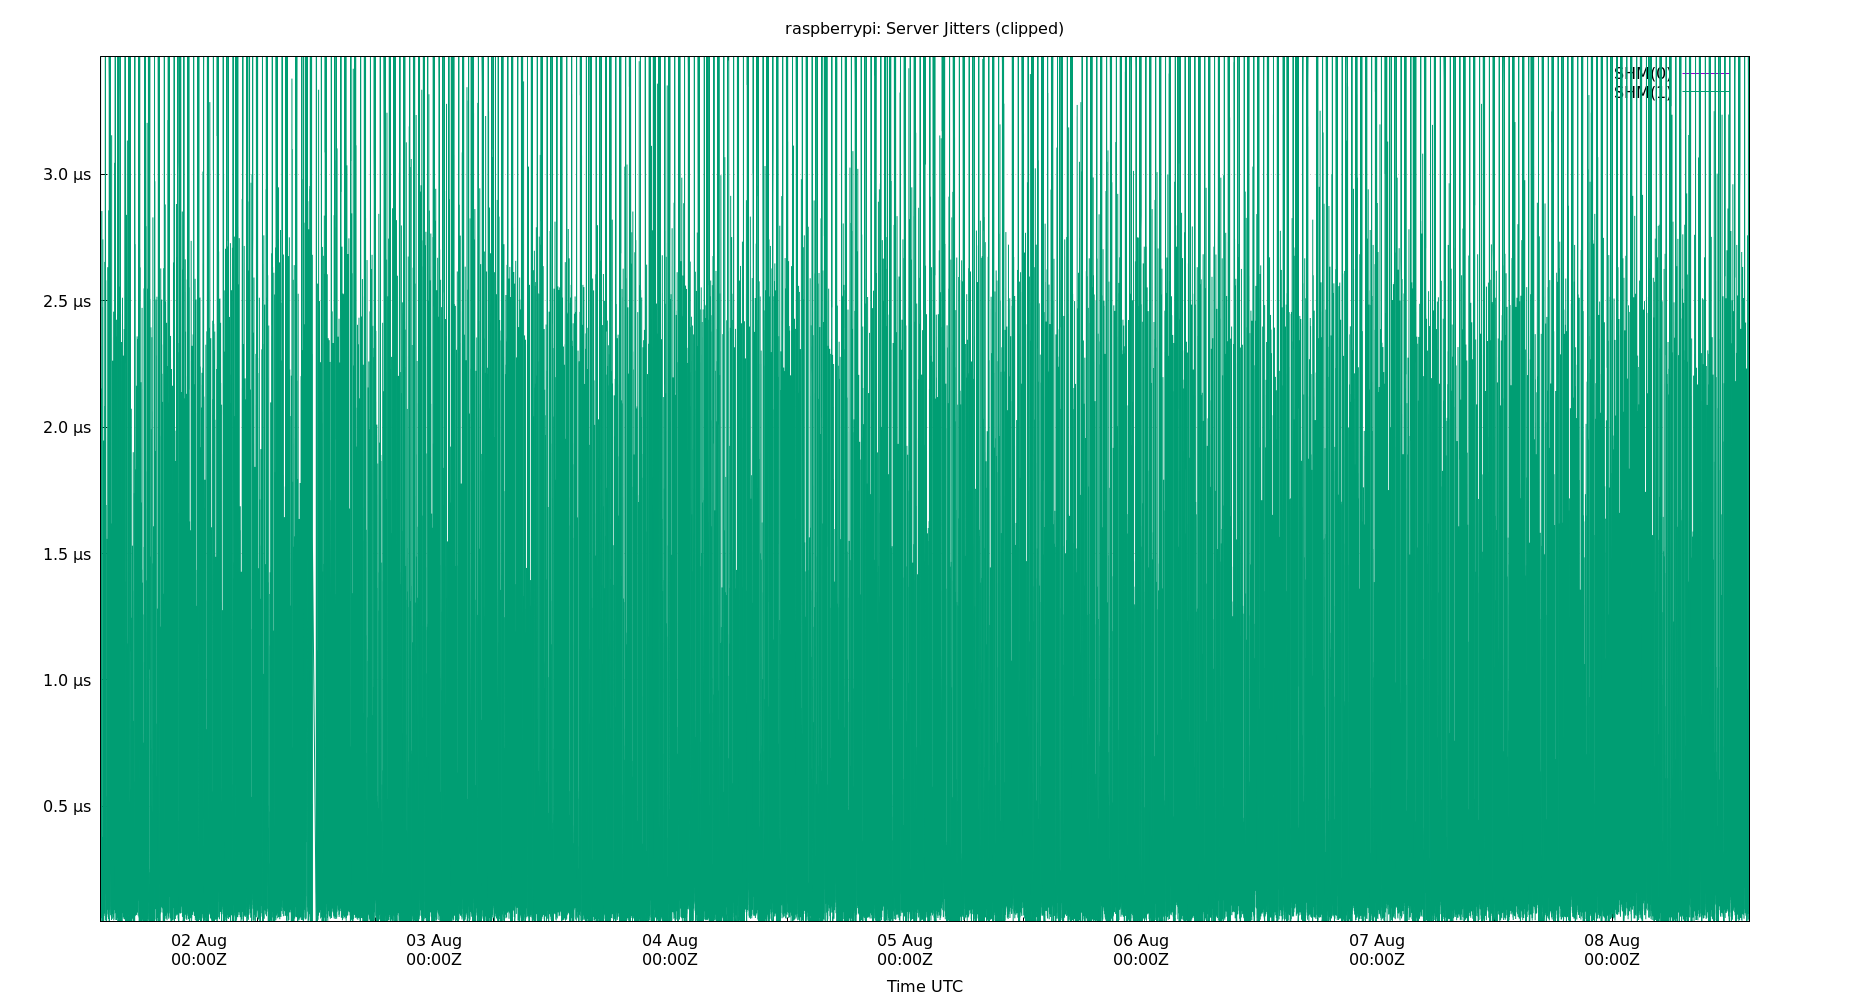 raspberrypi: Server Jitters (clipped)
SHM(0)
SHM(1)
3.0 µs
2.5 µs
2.0 µs
1.5 µs
1.0 µs
0.5 µs
02 Aug 03 Aug 04 Aug 05 Aug 06 Aug 07 Aug 08 Aug
00:00Z 00:00Z 00:00Z 00:00Z 00:00Z 00:00Z 00:00Z
Time UTC